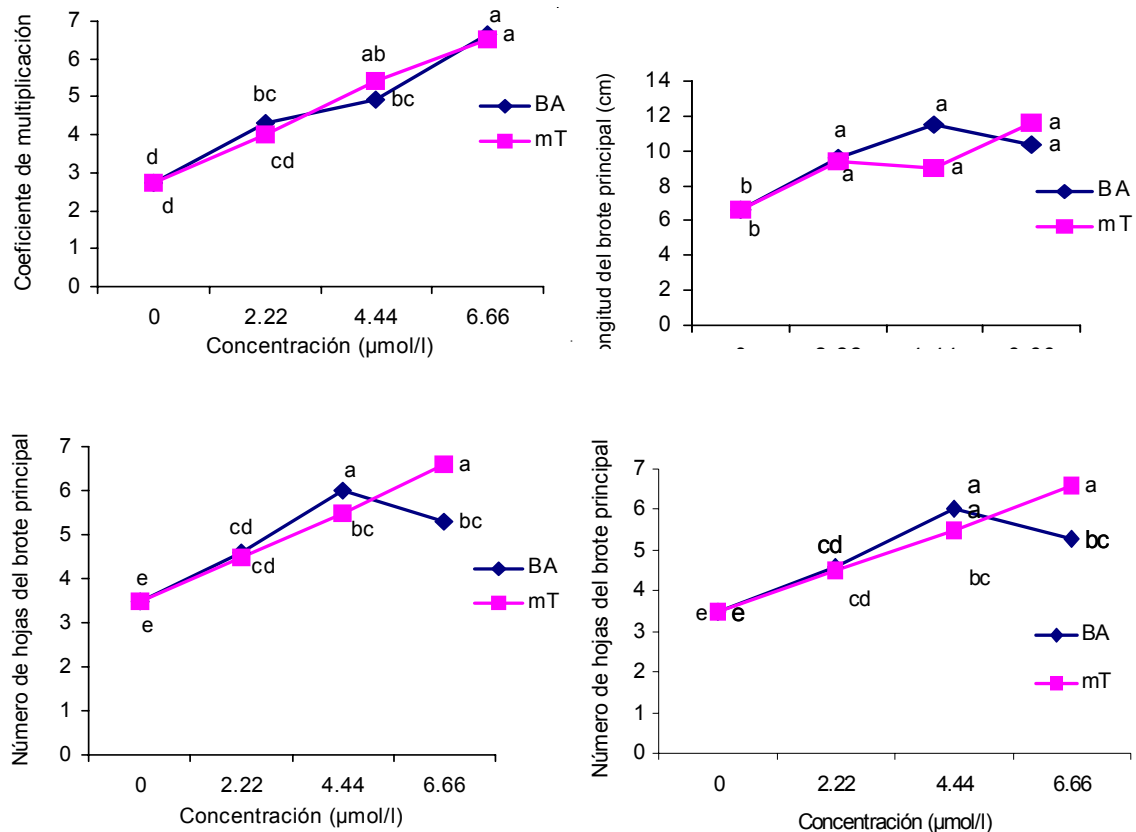 Coeficiente de multiplicación
7
6
5
4
3
2
1
0
d
d
bc
cd
ab
bc
a
a
BA
mT
0 2.22 4.44 6.66
Concentración (µmol/l)
ongitud del brote principal (cm)
14
12
10
8
6
4
2
0
b
b
a
a
a
a
a
a
BA
mT
Número de hojas del brote principal
7
6
5
4
3
2
1
0
e
e
cd
cd
a
bc
a
bc
BA
mT
0 2.22 4.44 6.66
Concentración (µmol/l)
Número de hojas del brote principal
7
6
5
4
3
2
1
0
e
e
cd
cd
a
a
bc
a
bc
BA
mT
0 2.22 4.44 6.66
Concentración (µmol/l)